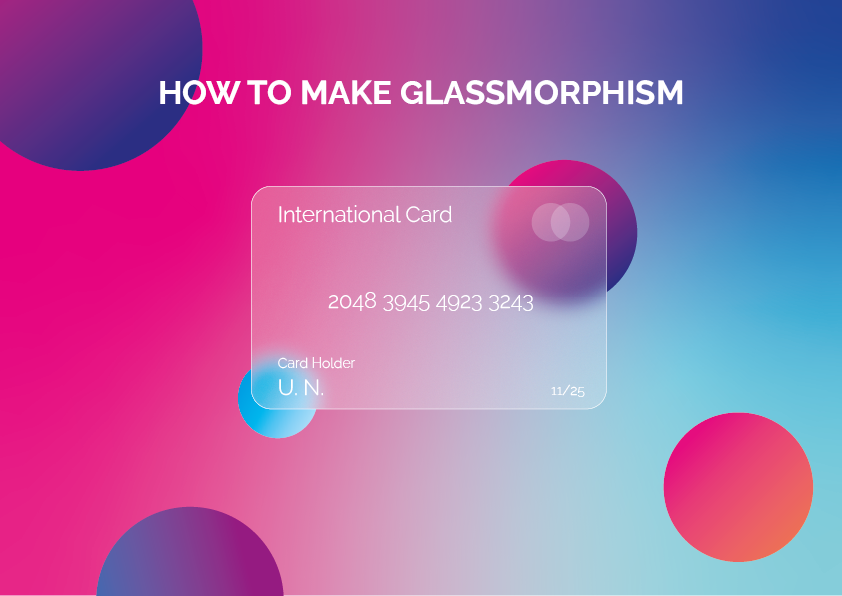 HOW TO MAKE GLASSMORPHISM
International Card
2048 3945 4923 3243
Card Holder
U. N.
11/25